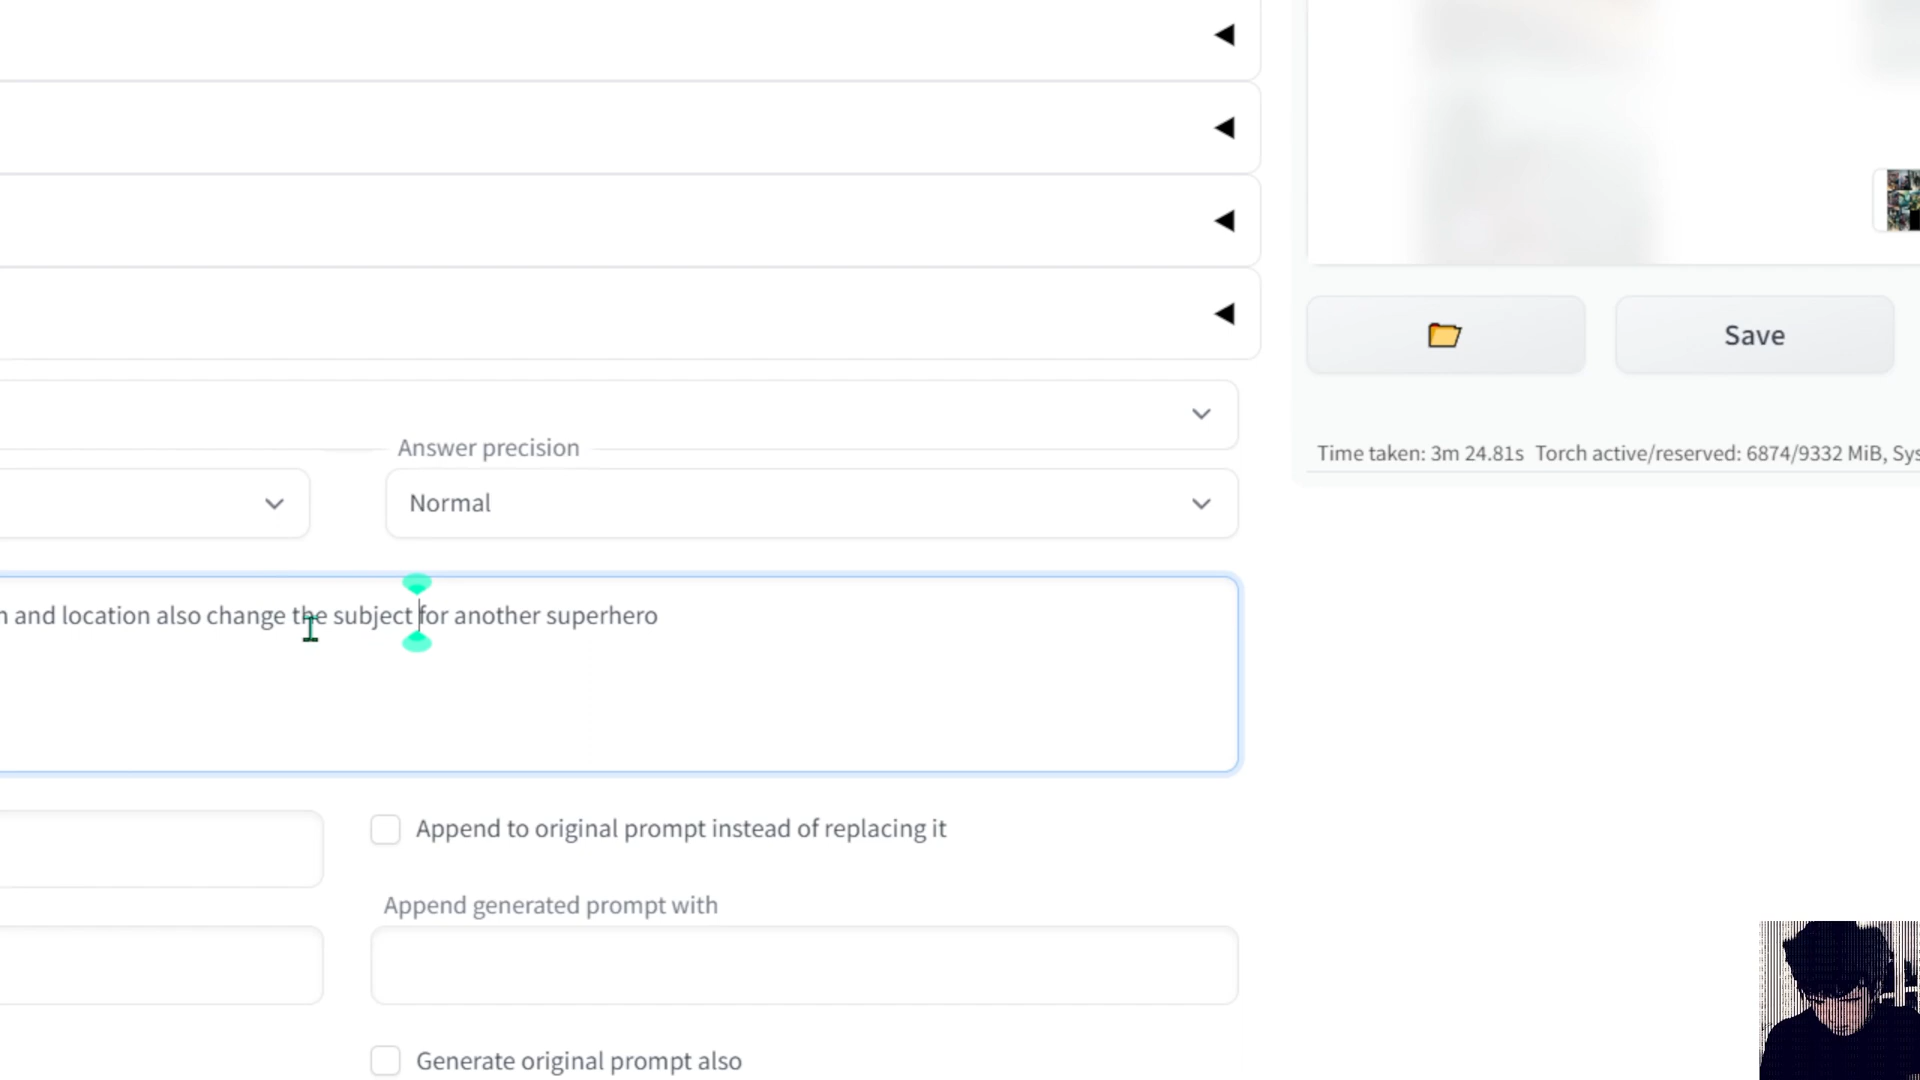 Save
Time taken: 3m 24.81s Torch active/reserved: 6874/9332 MiB,
Answer precision
Normal
and location also change the subject for another superhero
Append to original prompt instead of replacing it
Append generated prompt with
Generate original prompt also